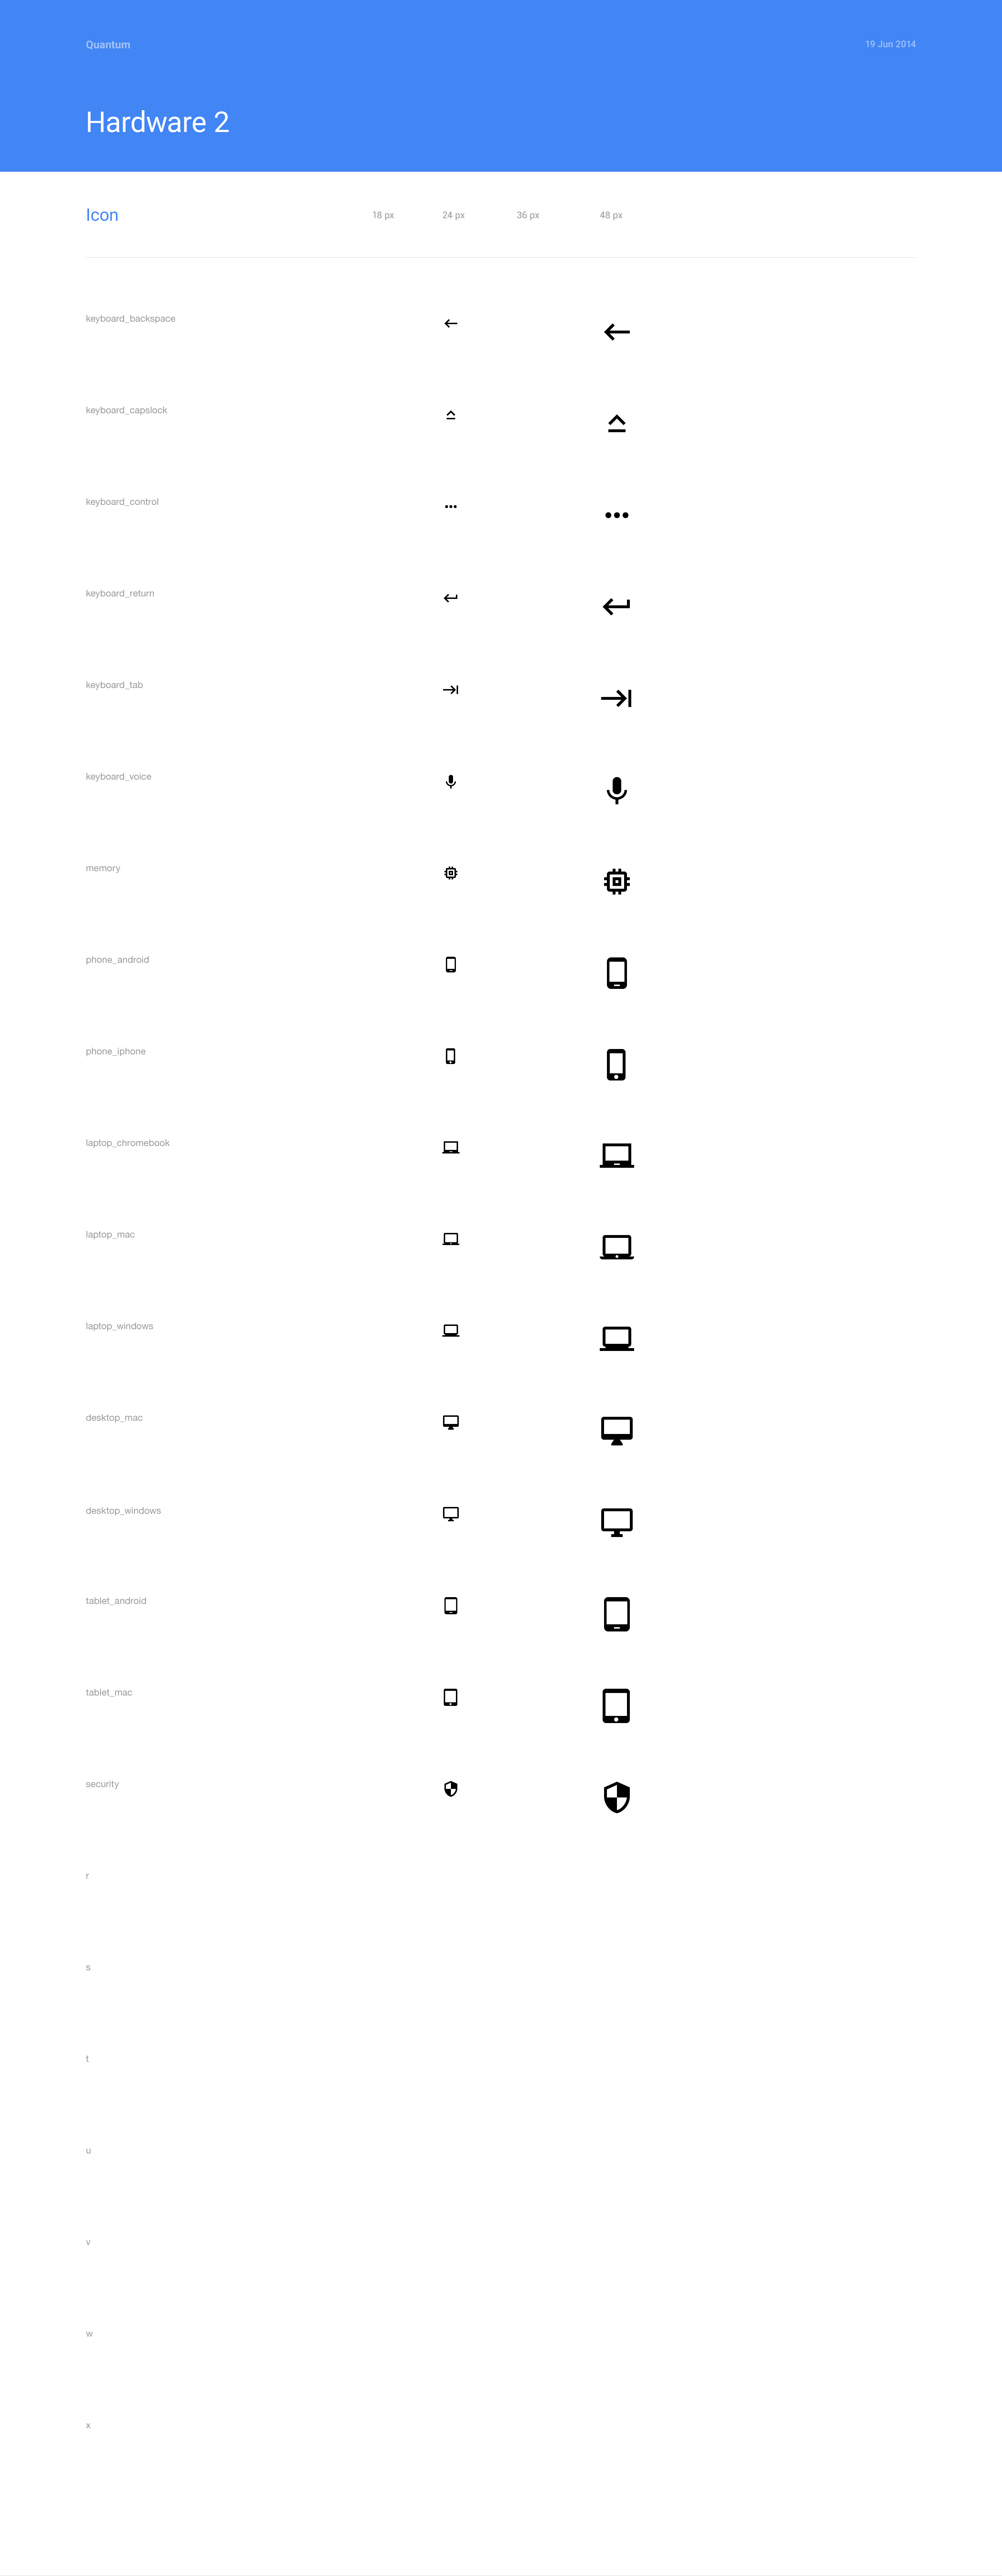 Quantum
19 Jun 2014
Hardware 2
Icon
18 px
24 px
36 px
48 px
keyboard_backspace
keyboard_capslock
keyboard_control
keyboard_return
keyboard_tab
keyboard_voice
memory
phone_android
phone_iphone
laptop_chromebook
laptop_mac
laptop_windows
desktop_mac
desktop_windows
tablet_android
tablet_mac
security
r
s
t
u
v
w
x